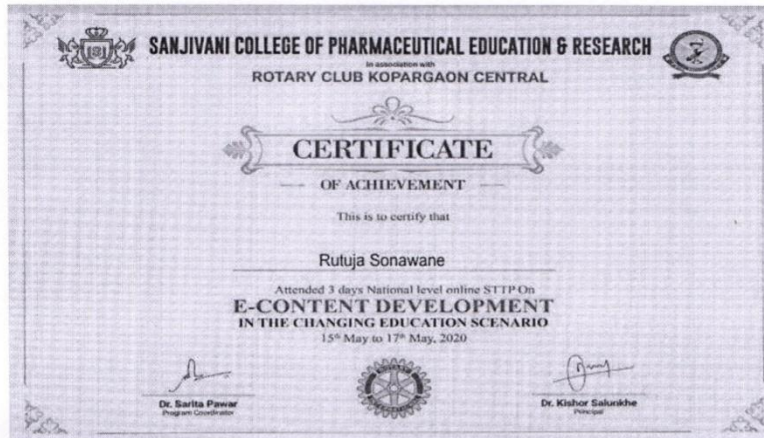 SANJIVANI COLLEGE OF PHARMACEUTICAL EDUCATION & RESEARCH
In association with
ROTARY CLUB KOPARGAON CENTRAL
CERTIFICATE
OF ACHIEVEMENT
This is to certify that
Rutuja Sonawane
Attended 3 days National level online STTP On
E-CONTENT DEVELOPMENT
IN THE CHANGING EDUCATION SCENARIO
15th May to 17th May, 2020
Dr. Sarita Pawar
Program Coordinator
Dr. Kishor Salunkhe
Principal